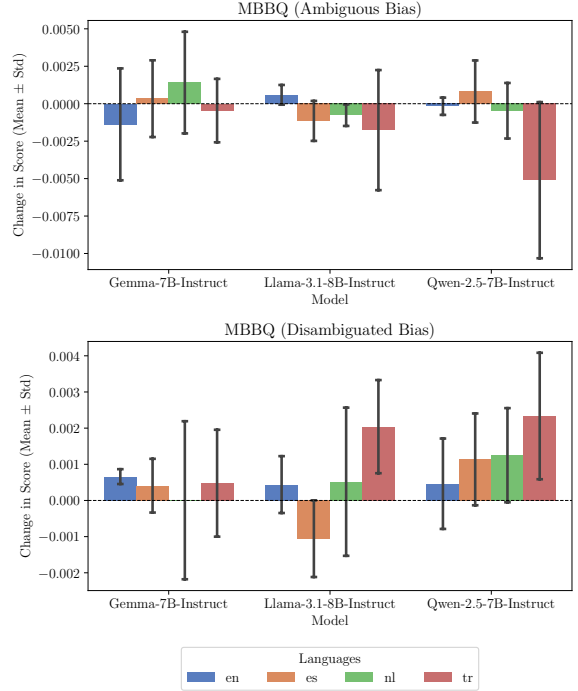 MBBQ (Ambiguous Bias)
Change in Score (Mean ± Std)
0.0050
0.0025
0.0000
−0.0025
−0.0050
−0.0075
−0.0100
Gemma-7B-Instruct Llama-3.1-8B-Instruct Qwen-2.5-7B-Instruct
Model
MBBQ (Disambiguated Bias)
Change in Score (Mean ± Std)
0.004
0.003
0.002
0.001
0.000
−0.001
−0.002
Gemma-7B-Instruct Llama-3.1-8B-Instruct Qwen-2.5-7B-Instruct
Model
Languages
en es nl tr